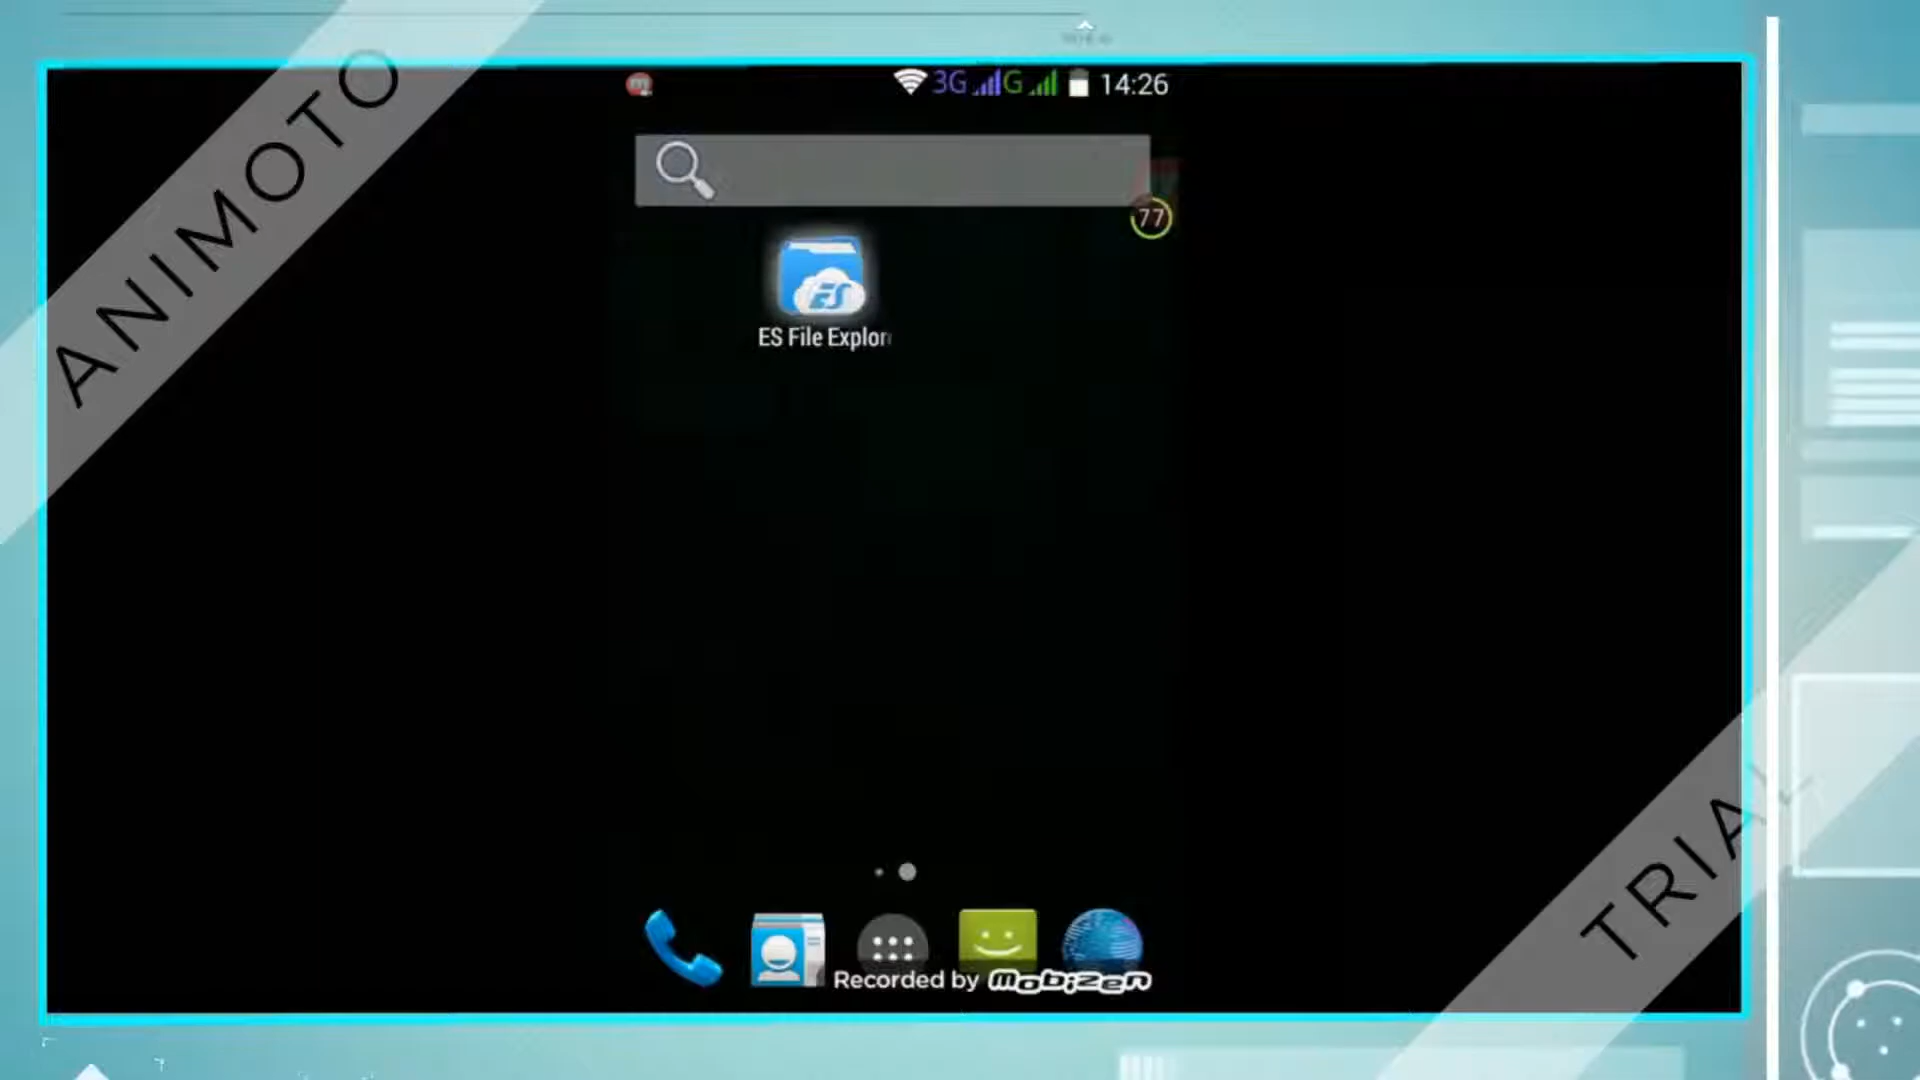 ANIMOTO
3G G 14:26
77
ES File Explor
Recorded by Mobizen
TRIAL